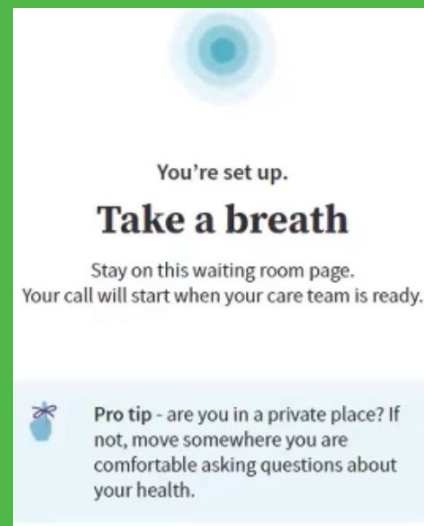 You’re set up.
Take a breath
Stay on this waiting room page.
Your call will start when your care team is ready.
Pro tip - are you in a private place? If
not, move somewhere you are
comfortable asking questions about
your health.